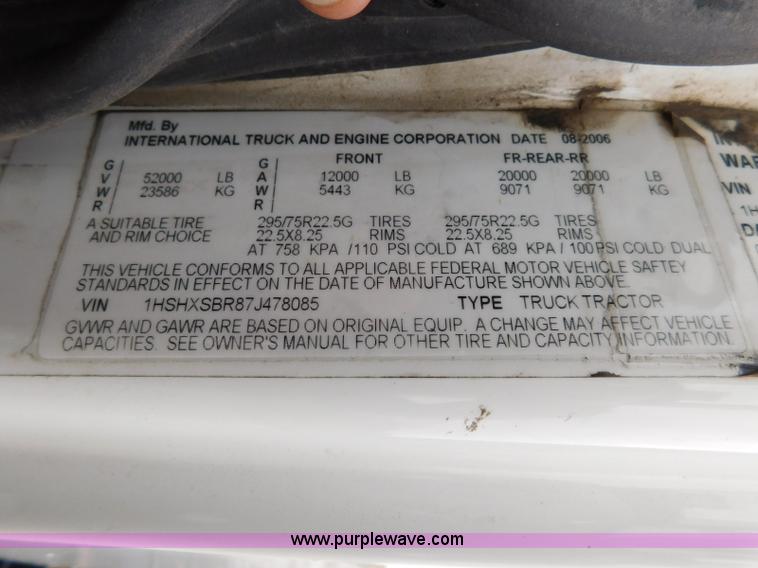 Mfd. By
INTERNATIONAL TRUCK AND ENGINE CORPORATION DATE 08-2006
G G FRONT FR-REAR-RR
V 52000 LB A 12000 LB 20000 20000 LB
W 23586 KG W 5443 KG 9071 9071 KG
R R
A SUITABLE TIRE 295/75R22.5G TIRES 295/75R22.5G TIRES
AND RIM CHOICE 22.5X8.25 RIMS 22.5X8.25 RIMS
AT 758 KPA /110 PSI COLD AT 689 KPA / 100 PSI COLD DUAL
THIS VEHICLE CONFORMS TO ALL APPLICABLE FEDERAL MOTOR VEHICLE SAFTEY
STANDARDS IN EFFECT ON THE DATE OF MANUFACTURE SHOWN ABOVE.
VIN 1HSHXSBR87J478085 TYPE TRUCK TRACTOR
GVWR AND GAWR ARE BASED ON ORIGINAL EQUIP. A CHANGE MAY AFFECT VEHICLE
CAPACITIES. SEE OWNER'S MANUAL FOR OTHER TIRE AND CAPACITY INFORMATION.
VIN
www.purplewave.com